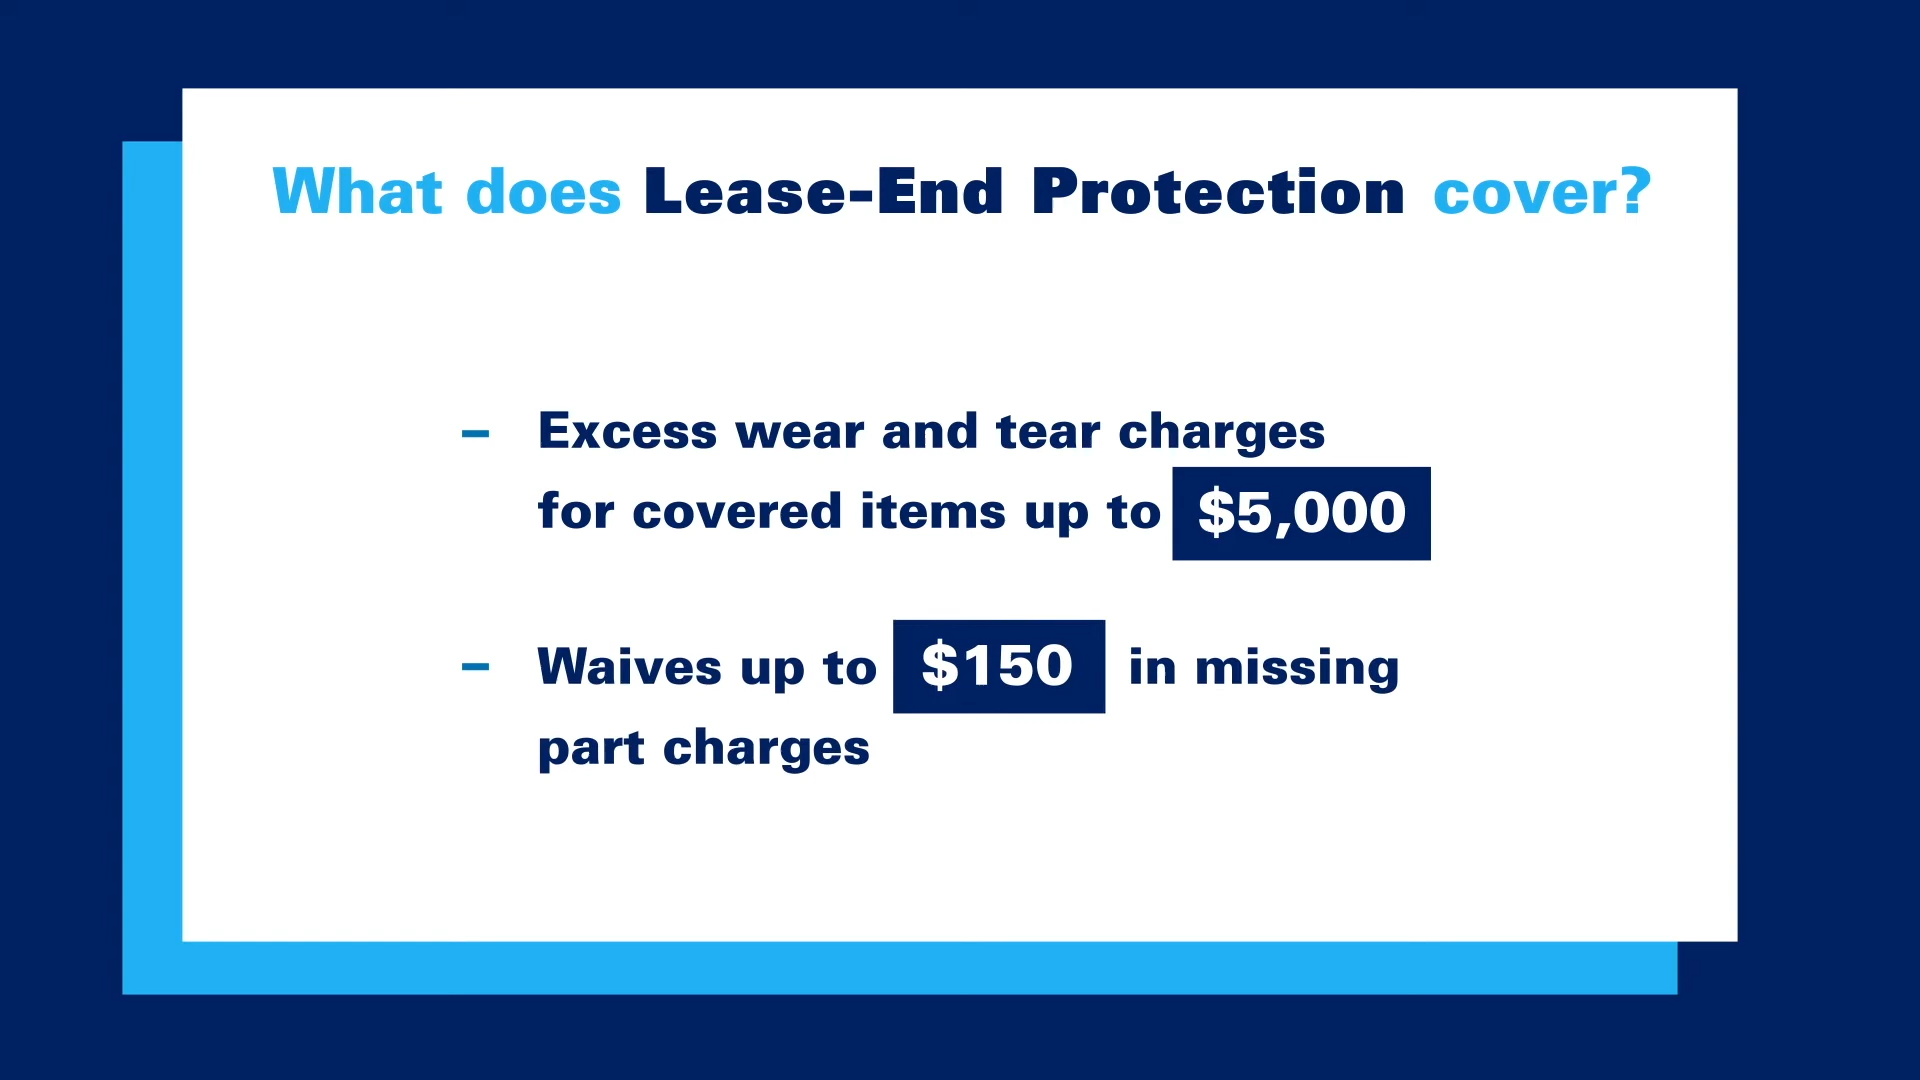 What does Lease-End Protection cover?
– Excess wear and tear charges
for covered items up to $5,000
– Waives up to $150 in missing
part charges